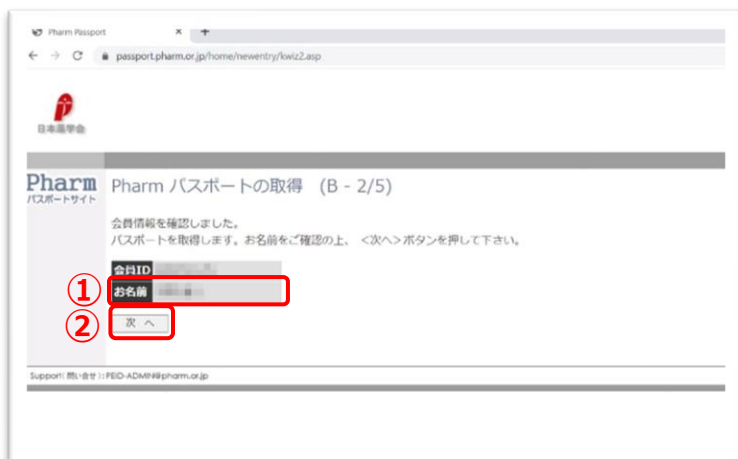 Pharm Passport
passport.pharm.or.jp/home/newentry/kwiz2.asp
日本薬学会
Pharm
パスポートサイト
Pharm パスポートの取得 (B - 2/5)
会員情報を確認しました。
パスポートを取得します。お名前をご確認の上、 <次へ>ボタンを押して下さい。
会員ID
① お名前
② 次 へ
Support(問い合せ):PEID-ADMIN@pharm.or.jp